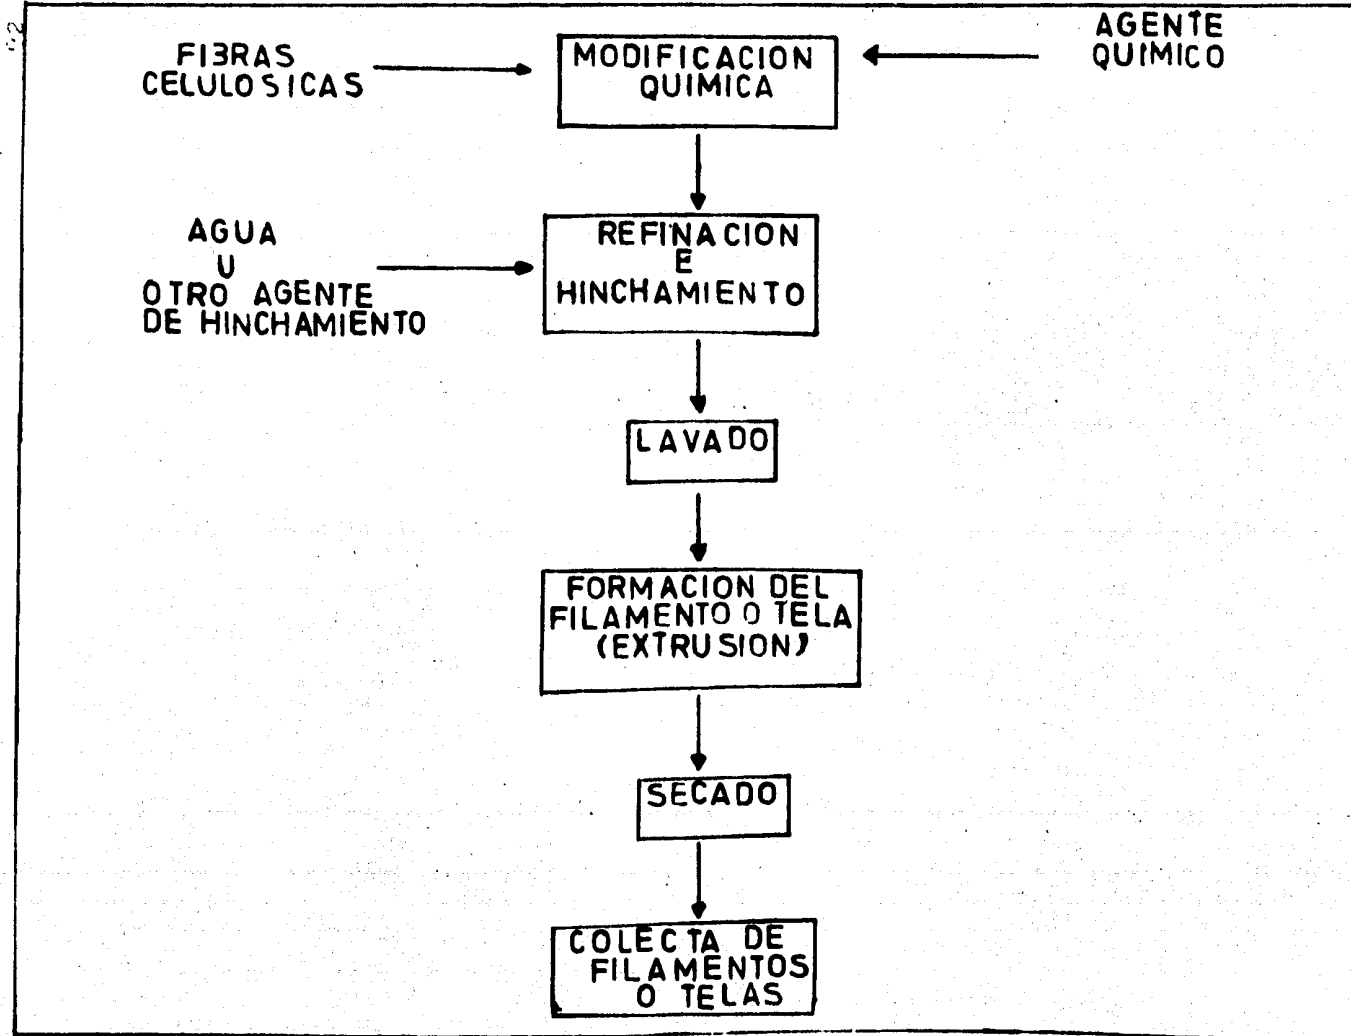 FIBRAS
CELULOSICAS
MODIFICACION
QUIMICA
AGENTE
QUIMICO
AGUA
U
OTRO AGENTE
DE HINCHAMIENTO
REFINACION
E
HINCHAMIENTO
LAVADO
FORMACION DEL
FILAMENTO O TELA
(EXTRUSION)
SECADO
COLECTA DE
FILAMENTOS
O TELAS